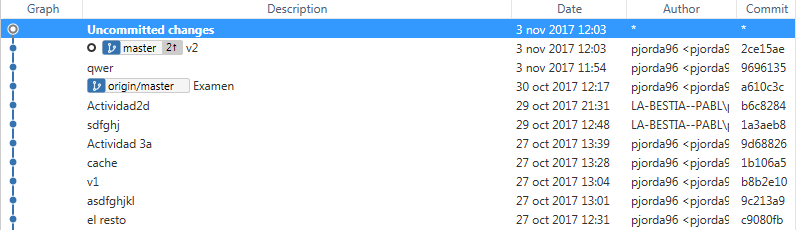 Graph Description Date Author Commit
Uncommitted changes 3 nov 2017 12:03 * *
master 2↑ v2 3 nov 2017 12:03 pjorda96 <pjorda9 2ce15ae
qwer 3 nov 2017 11:54 pjorda96 <pjorda9 9696135
origin/master Examen 30 oct 2017 12:17 pjorda96 <pjorda9 a610c3c
Actividad2d 29 oct 2017 21:31 LA-BESTIA--PABL\p b6c8284
sdfghj 29 oct 2017 12:48 LA-BESTIA--PABL\p 1a3aeb8
Actividad 3a 27 oct 2017 13:39 pjorda96 <pjorda9 9d68826
cache 27 oct 2017 13:28 pjorda96 <pjorda9 1b106a5
v1 27 oct 2017 13:04 pjorda96 <pjorda9 b8b2e10
asdfghjkl 27 oct 2017 13:01 pjorda96 <pjorda9 9c213a9
el resto 27 oct 2017 12:31 pjorda96 <pjorda9 c9080fb